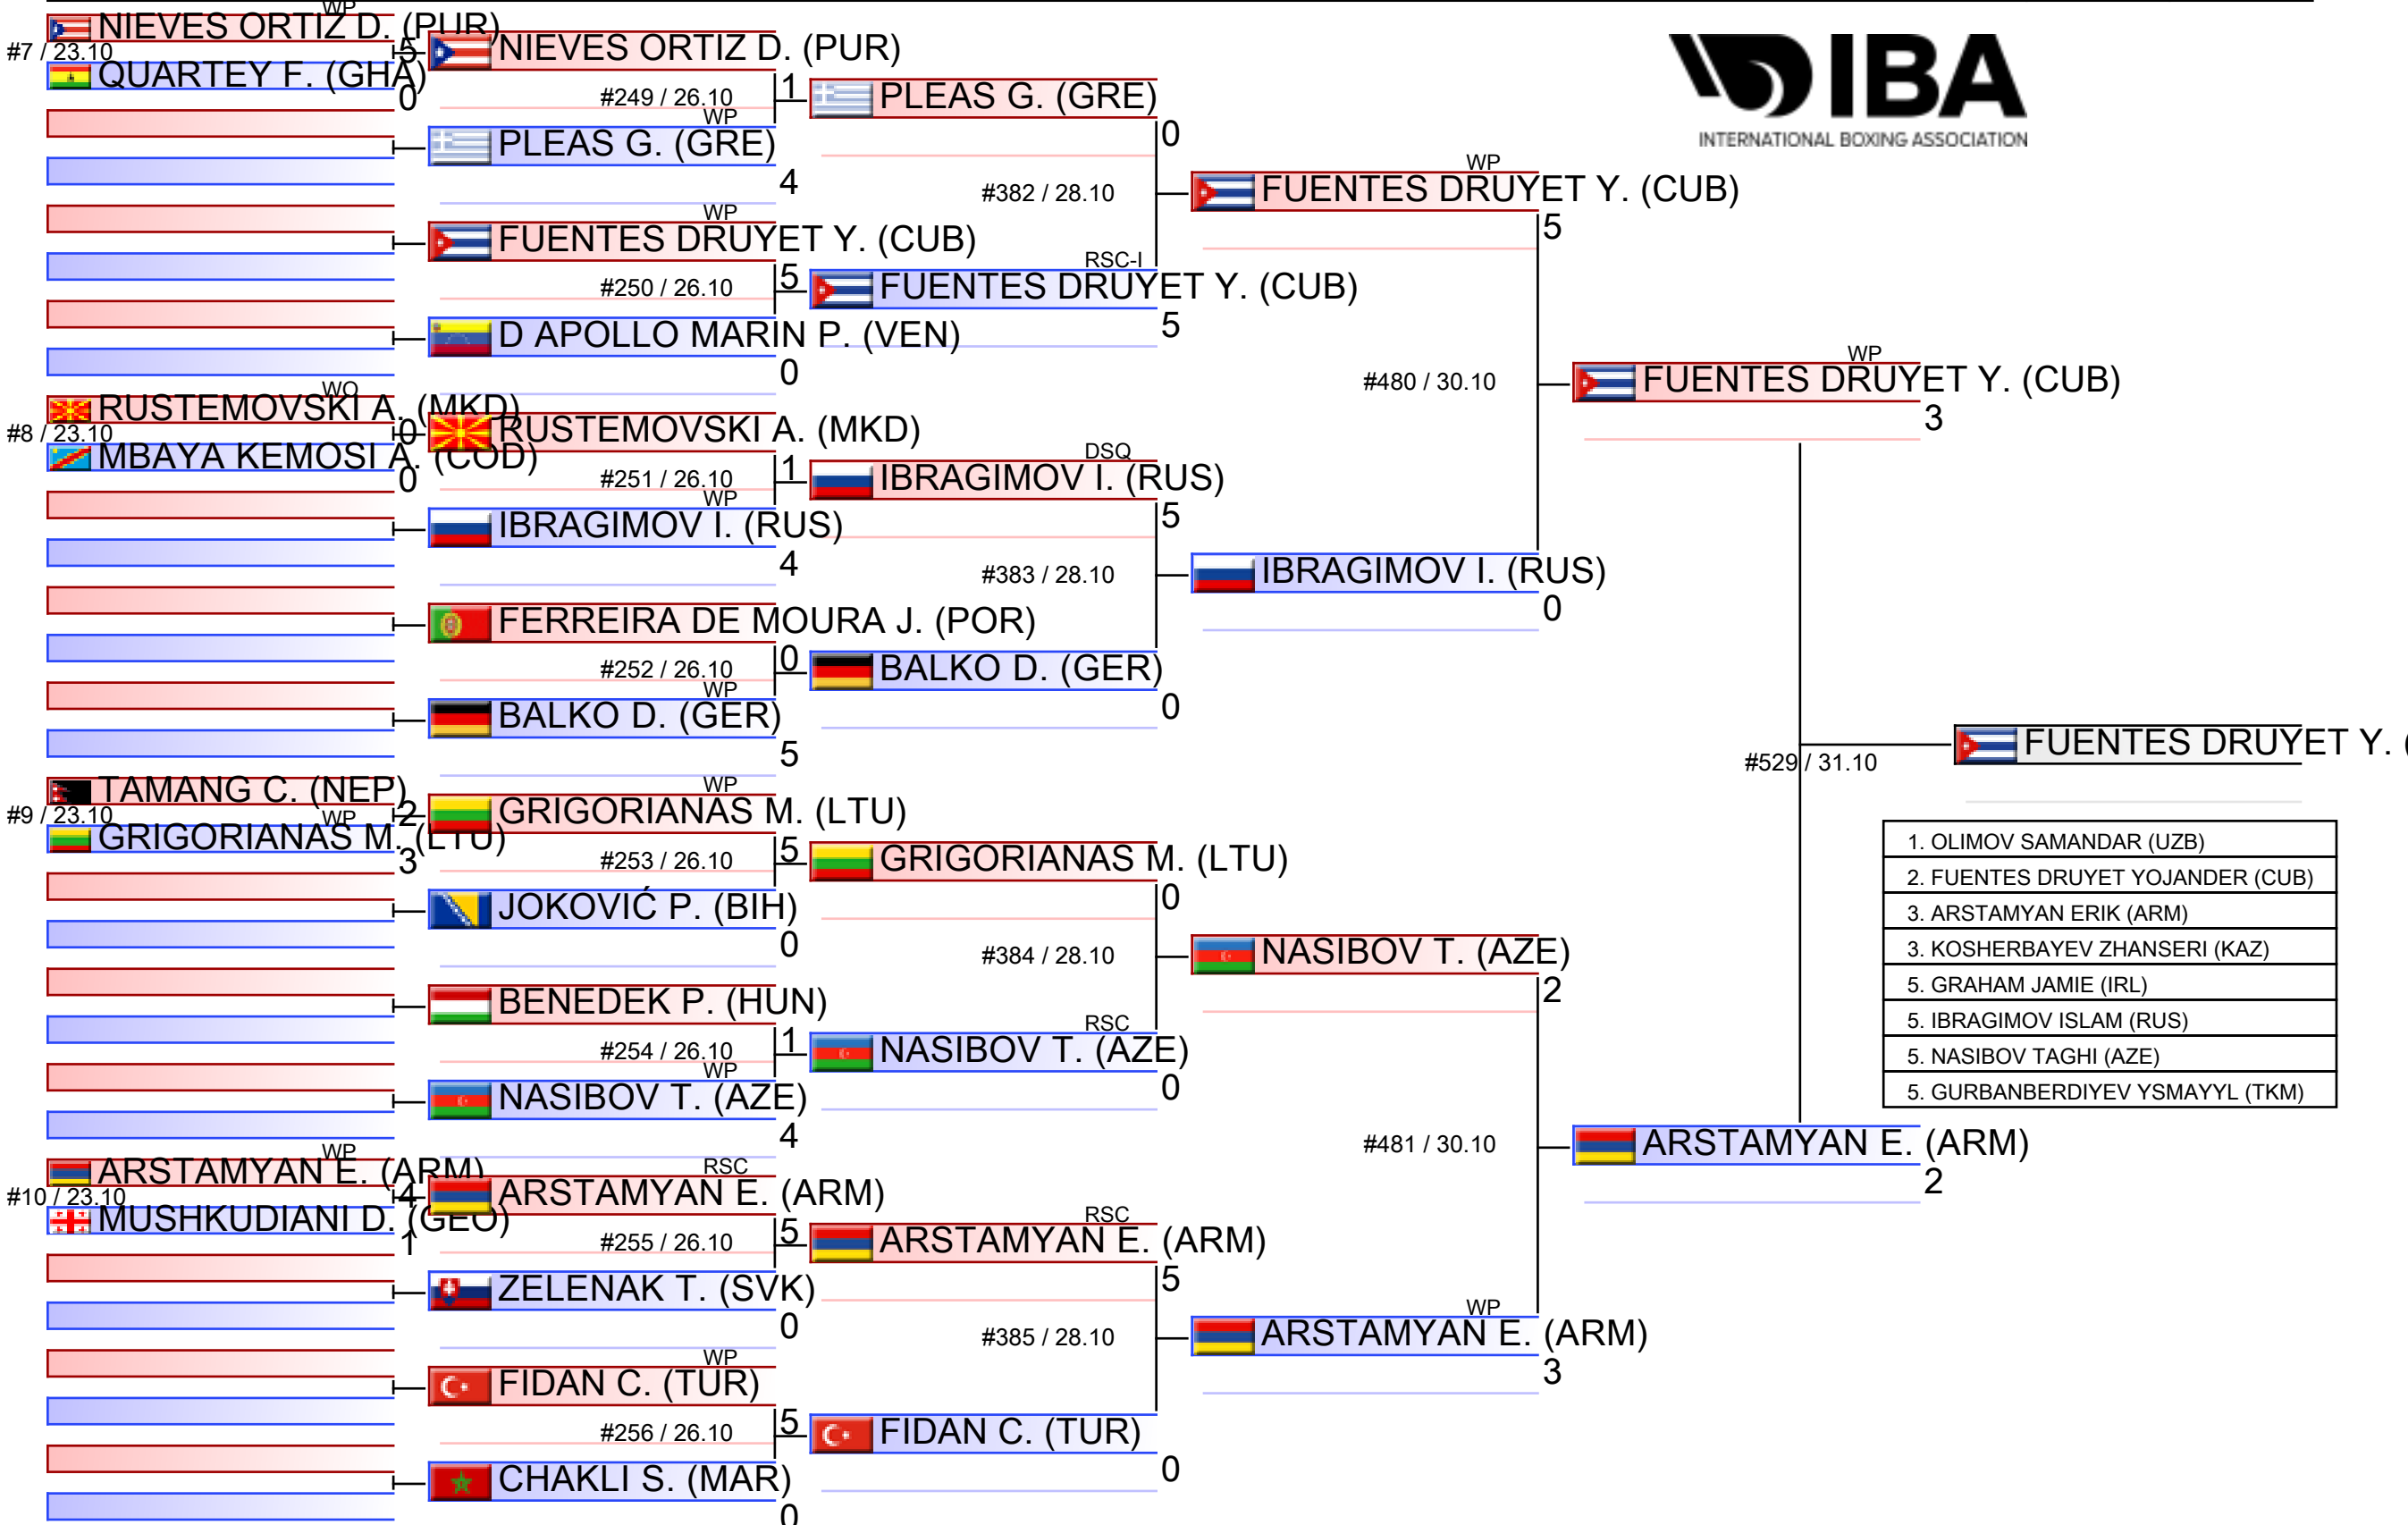 WP
NIEVES ORTIZ D. (PUR)
5
#7 / 23.10
QUARTEY F. (GHA)
0
WO
RUSTEMOVSKI A. (MKD)
0
#8 / 23.10
MBAYA KEMOSI A. (COD)
0
TAMANG C. (NEP)
2
#9 / 23.10
WP
GRIGORIANAS M. (LTU)
3
WP
ARSTAMYAN E. (ARM)
4
#10 / 23.10
MUSHKUDIANI D. (GEO)
1
NIEVES ORTIZ D. (PUR)
1
#249 / 26.10
WP
PLEAS G. (GRE)
4
WP
FUENTES DRUYET Y. (CUB)
5
#250 / 26.10
D APOLLO MARIN P. (VEN)
0
RUSTEMOVSKI A. (MKD)
1
#251 / 26.10
WP
IBRAGIMOV I. (RUS)
4
FERREIRA DE MOURA J. (POR)
0
#252 / 26.10
WP
BALKO D. (GER)
5
WP
GRIGORIANAS M. (LTU)
5
#253 / 26.10
JOKOVIĆ P. (BIH)
0
BENEDEK P. (HUN)
1
#254 / 26.10
WP
NASIBOV T. (AZE)
4
RSC
ARSTAMYAN E. (ARM)
5
#255 / 26.10
ZELENAK T. (SVK)
0
WP
FIDAN C. (TUR)
5
#256 / 26.10
CHAKLI S. (MAR)
0
PLEAS G. (GRE)
0
#382 / 28.10
RSC-I
FUENTES DRUYET Y. (CUB)
5
DSQ
IBRAGIMOV I. (RUS)
5
#383 / 28.10
BALKO D. (GER)
0
GRIGORIANAS M. (LTU)
0
#384 / 28.10
RSC
NASIBOV T. (AZE)
0
RSC
ARSTAMYAN E. (ARM)
5
#385 / 28.10
FIDAN C. (TUR)
0
WP
FUENTES DRUYET Y. (CUB)
5
#480 / 30.10
IBRAGIMOV I. (RUS)
0
NASIBOV T. (AZE)
2
#481 / 30.10
WP
ARSTAMYAN E. (ARM)
3
WP
FUENTES DRUYET Y. (CUB)
3
#529 / 31.10
ARSTAMYAN E. (ARM)
2
FUENTES DRUYET Y. (
IBA
INTERNATIONAL BOXING ASSOCIATION
1. OLIMOV SAMANDAR (UZB)
2. FUENTES DRUYET YOJANDER (CUB)
3. ARSTAMYAN ERIK (ARM)
3. KOSHERBAYEV ZHANSERI (KAZ)
5. GRAHAM JAMIE (IRL)
5. IBRAGIMOV ISLAM (RUS)
5. NASIBOV TAGHI (AZE)
5. GURBANBERDIYEV YSMAYYL (TKM)